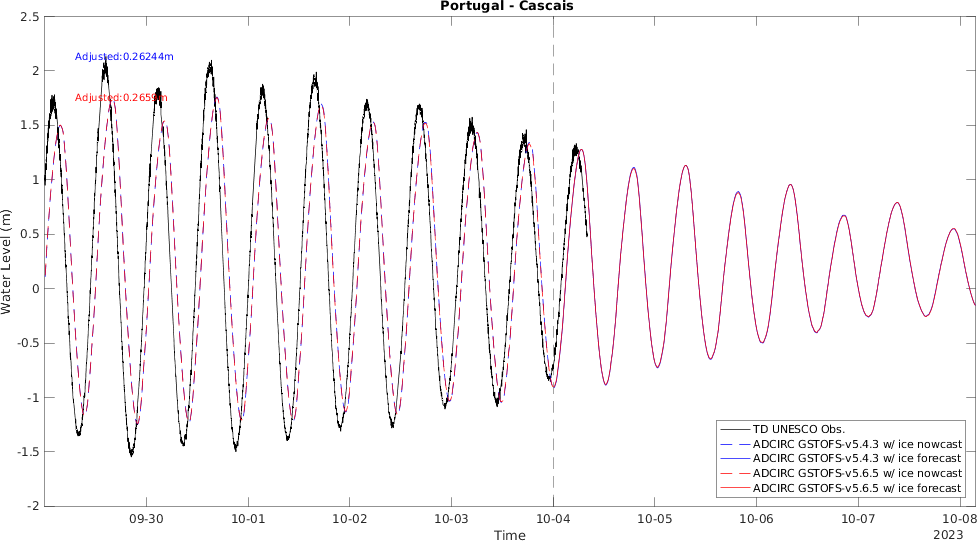 Portugal - Cascais
2.5
2
1.5
1
0.5
0
-0.5
-1
-1.5
-2
Water Level (m)
Adjusted:0.26244m
Adjusted:0.2659m
TD UNESCO Obs.
ADCIRC GSTOFS-v5.4.3 w/ ice nowcast
ADCIRC GSTOFS-v5.4.3 w/ ice forecast
ADCIRC GSTOFS-v5.6.5 w/ ice nowcast
ADCIRC GSTOFS-v5.6.5 w/ ice forecast
09-30 10-01 10-02 10-03 10-04 10-05 10-06 10-07 10-08
Time
2023